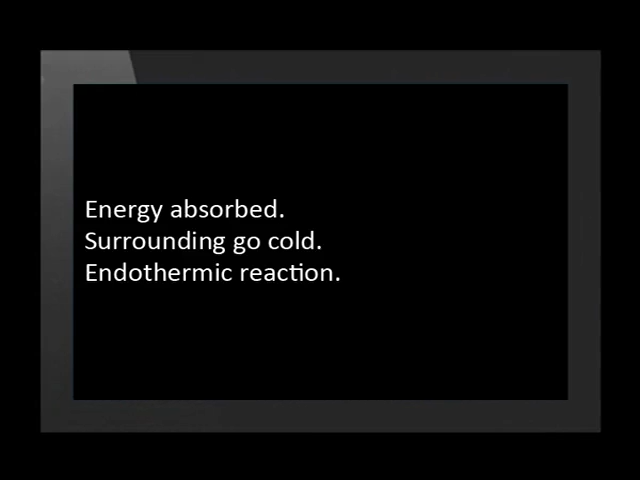 Energy absorbed.
Surrounding go cold.
Endothermic reaction.